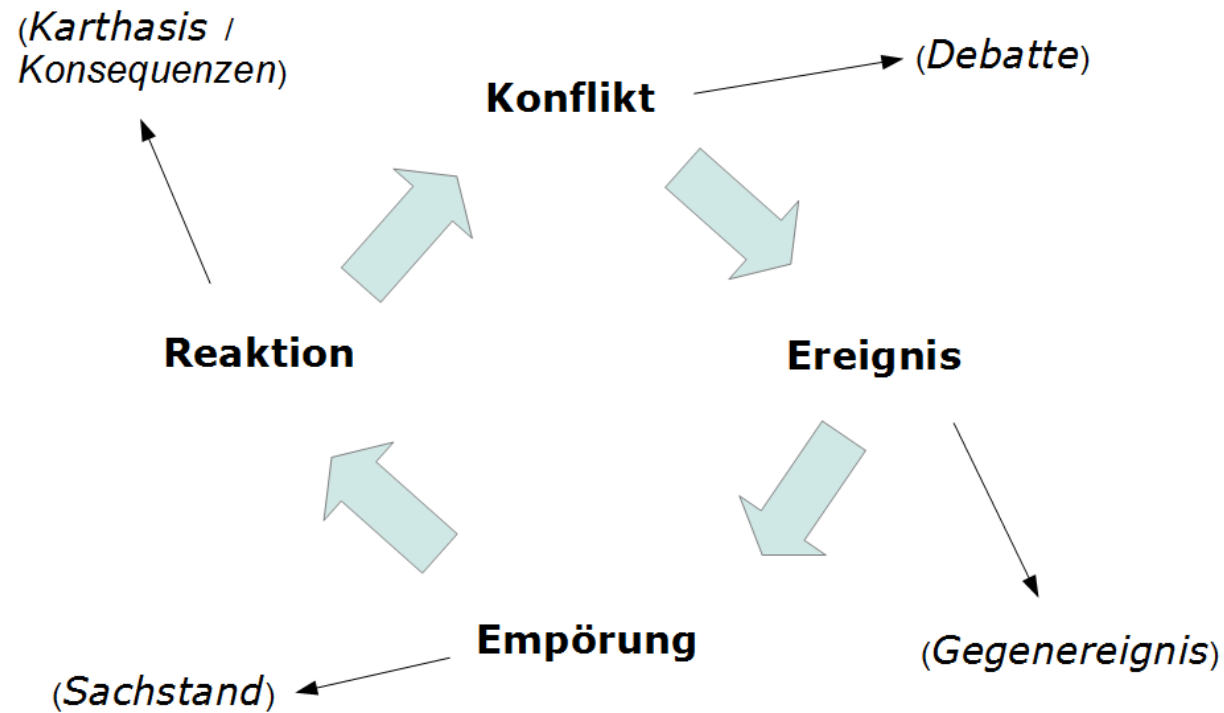 (Karthasis /
Konsequenzen)
Konflikt
(Debatte)
Reaktion
Ereignis
Empörung
(Gegenereignis)
(Sachstand)